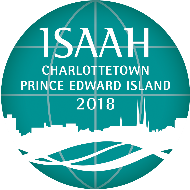 ISAAH
CHARLOTTETOWN
PRINCE EDWARD ISLAND
2018